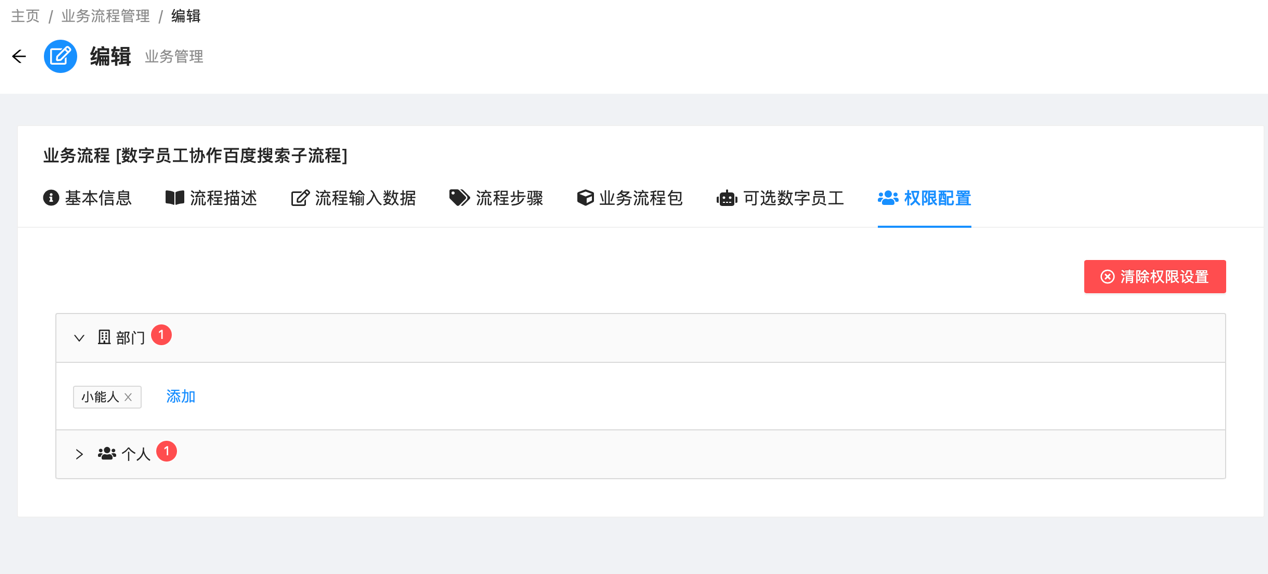 主页 / 业务流程管理 / 编辑
编辑 业务管理
业务流程 [数字员工协作百度搜索子流程]
基本信息 流程描述 流程输入数据 流程步骤 业务流程包 可选数字员工 权限配置
清除权限设置
部门 1
小能人 添加
个人 1